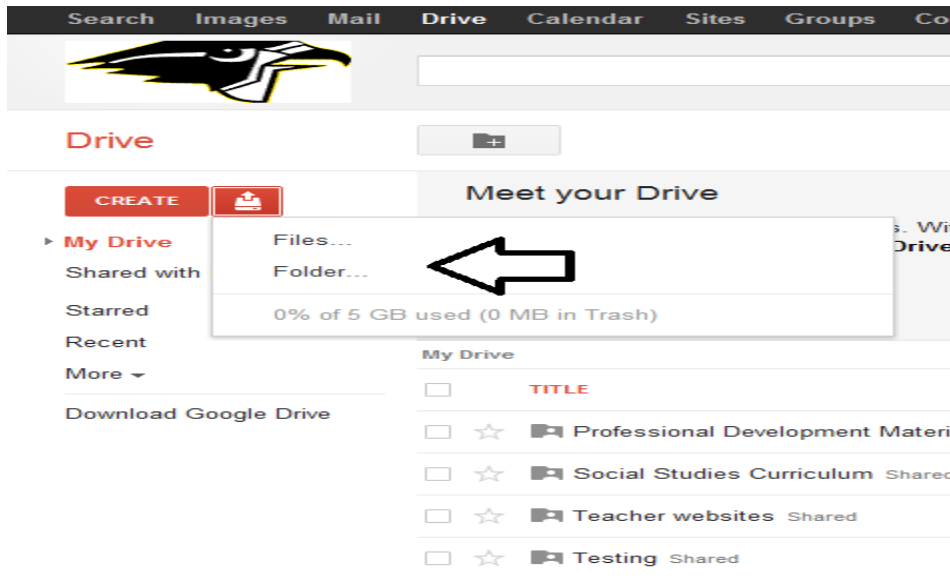 Search Images Mail Drive Calendar Sites Groups
Drive
CREATE
Meet your Drive
Files...
My Drive
Folder...
Shared with
0% of 5 GB used (0 MB in Trash)
Starred
Recent
More
Download Google Drive
My Drive
TITLE
Professional Development
Social Studies Curriculum Shared
Teacher websites Shared
Testing Shared